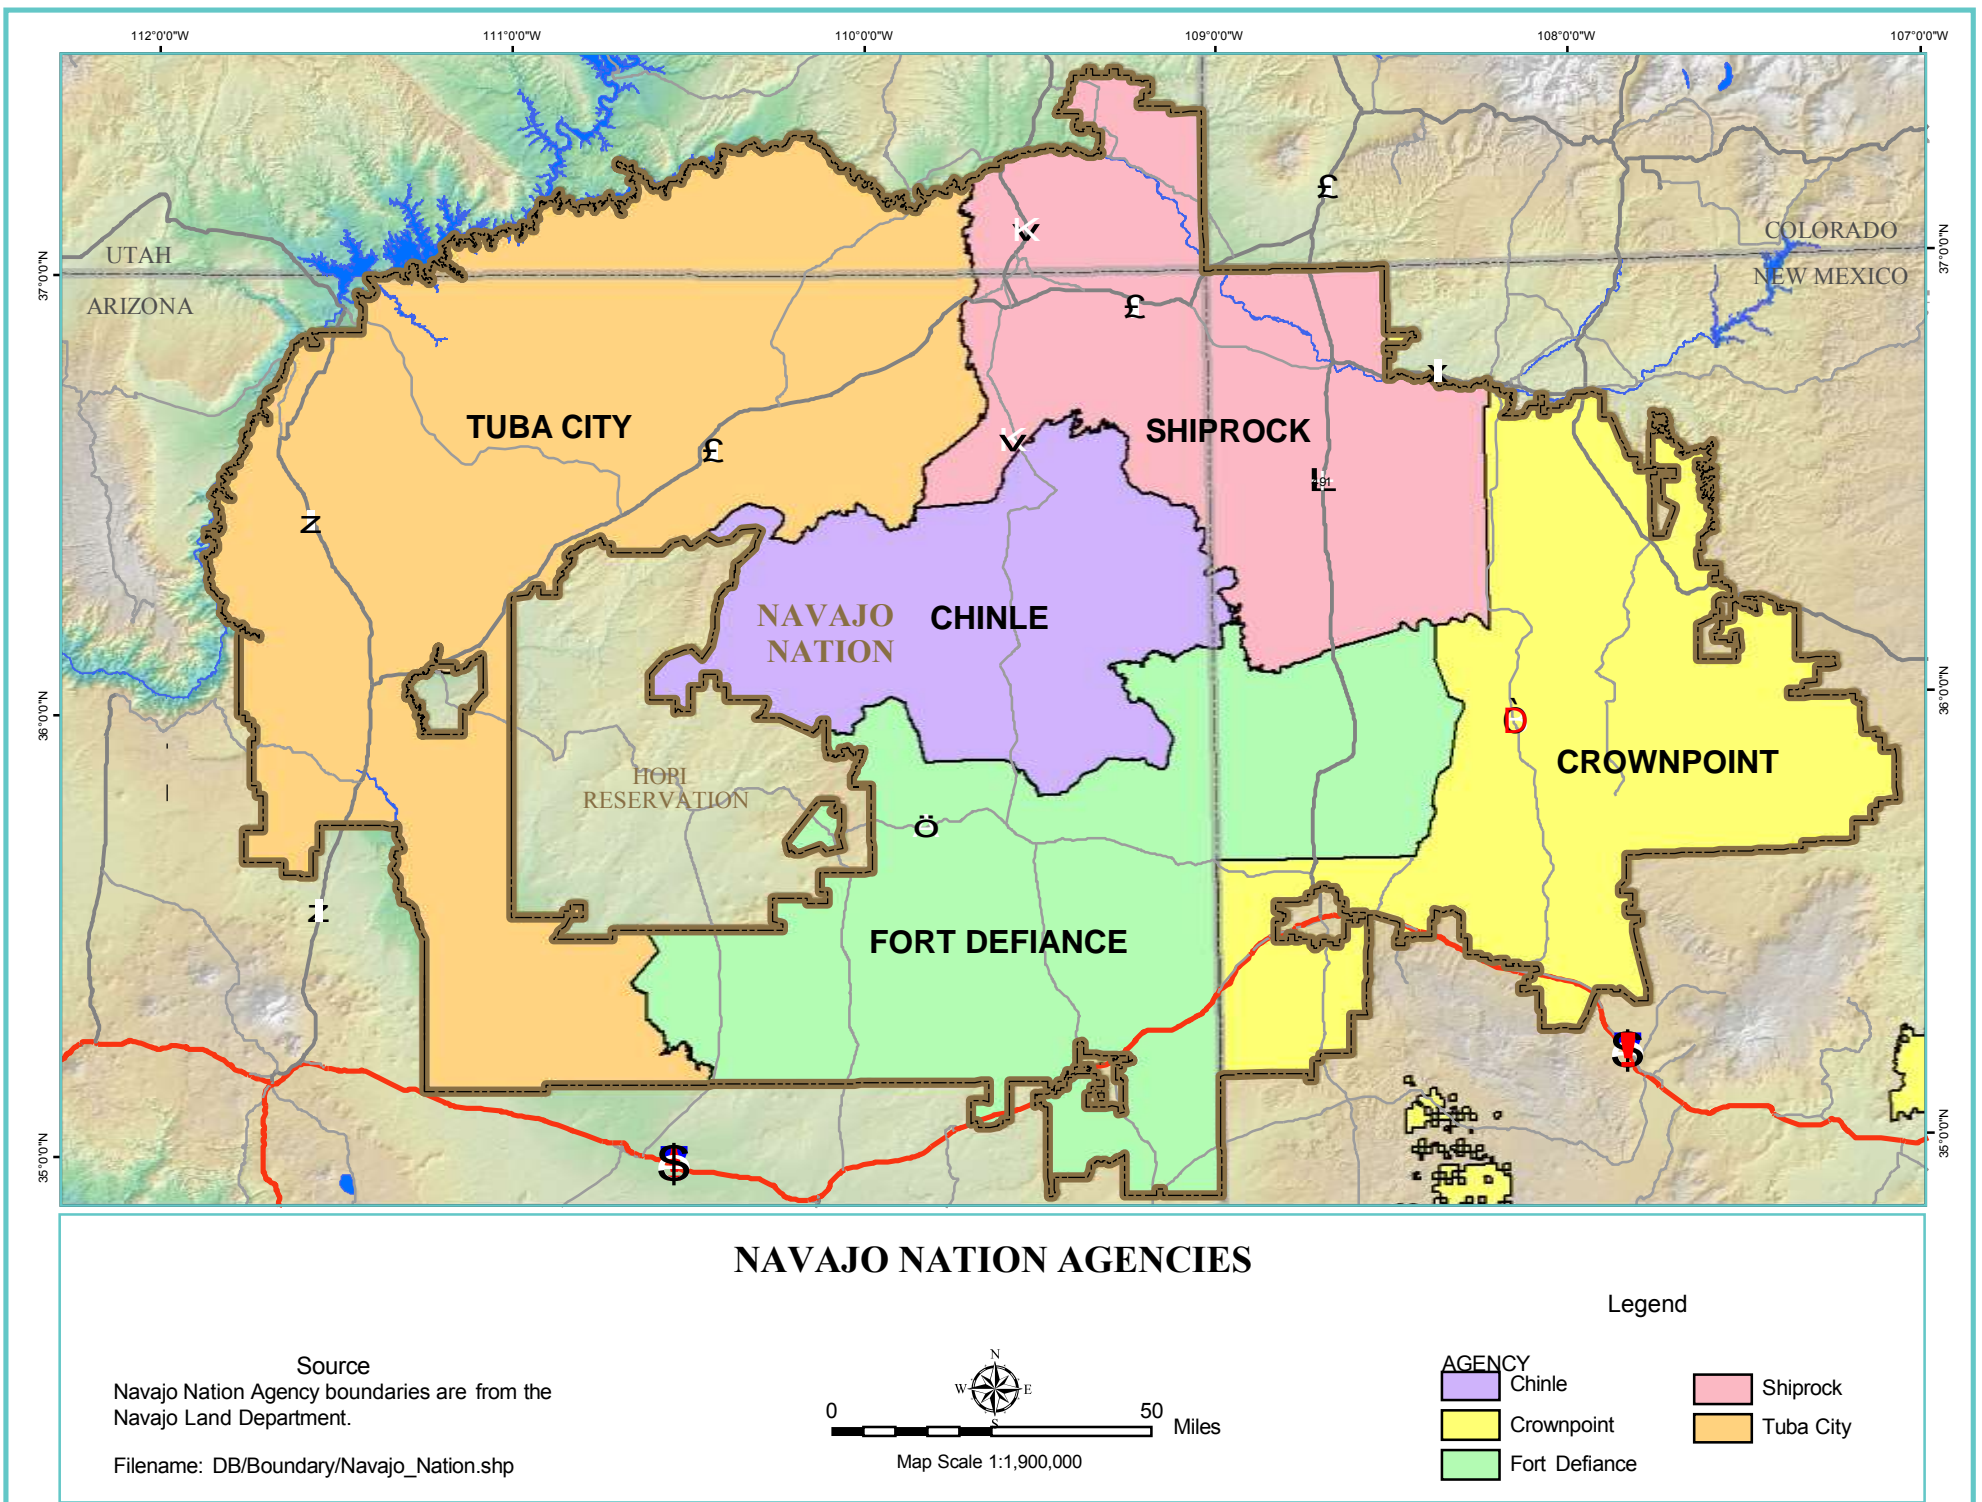 112°0'0"W 111°0'0"W 110°0'0"W 109°0'0"W 108°0'0"W 107°0'0"W
37°0'0"N
36°0'0"N
35°0'0"N
37°0'0"N
36°0'0"N
35°0'0"N
UTAH
ARIZONA
COLORADO
NEW MEXICO
TUBA CITY
SHIPROCK
491
NAVAJO
NATION
CHINLE
CROWNPOINT
HOPI
RESERVATION
FORT DEFIANCE
NAVAJO NATION AGENCIES
Source
Navajo Nation Agency boundaries are from the
Navajo Land Department.
Filename: DB/Boundary/Navajo_Nation.shp
N
W E
S
0 50
Miles
Map Scale 1:1,900,000
Legend
AGENCY
Chinle
Crownpoint
Fort Defiance
Shiprock
Tuba City